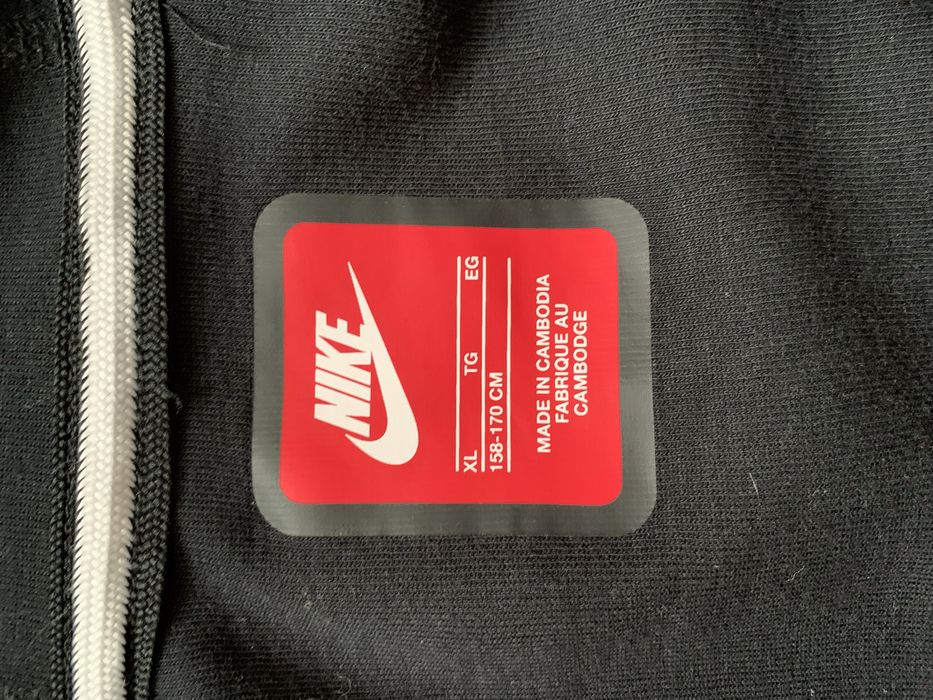 NIKE
XL TG EG
158-170 CM
MADE IN CAMBODIA
FABRIQUE AU
CAMBODGE